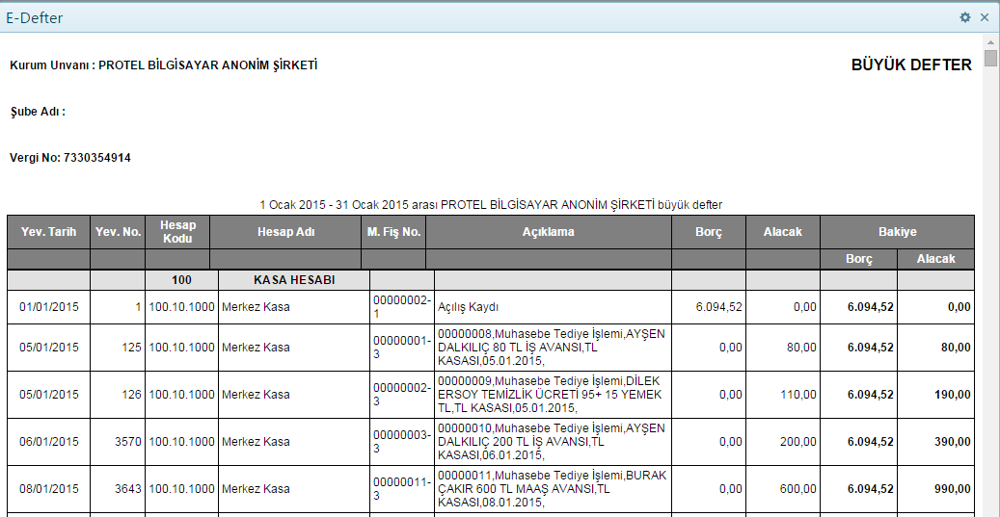 E-Defter
Kurum Unvanı : PROTEL BİLGİSAYAR ANONİM ŞİRKETİ
BÜYÜK DEFTER
Şube Adı :
Vergi No: 7330354914
1 Ocak 2015 - 31 Ocak 2015 arası PROTEL BİLGİSAYAR ANONİM ŞİRKETİ büyük defter
Yev. Tarih Yev. No. Hesap Kodu Hesap Adı M. Fiş No. Açıklama Borç Alacak Bakiye
Borç Alacak
100 KASA HESABI
01/01/2015 1 100.10.1000 Merkez Kasa 00000002-1 Açılış Kaydı 6.094,52 0,00 6.094,52 0,00
05/01/2015 125 100.10.1000 Merkez Kasa 00000001-3 00000008,Muhasebe Tediye İşlemi,AYŞEN
DALKILIÇ 80 TL İŞ AVANSI,TL
KASASI,05.01.2015, 0,00 80,00 6.094,52 80,00
05/01/2015 126 100.10.1000 Merkez Kasa 00000002-3 00000009,Muhasebe Tediye İşlemi,DİLEK
ERSOY TEMİZLİK ÜCRETİ 95+ 15 YEMEK
TL,TL KASASI,05.01.2015, 0,00 110,00 6.094,52 190,00
06/01/2015 3570 100.10.1000 Merkez Kasa 00000003-3 00000010,Muhasebe Tediye İşlemi,AYŞEN
DALKILIÇ 200 TL İŞ AVANSI,TL
KASASI,06.01.2015, 0,00 200,00 6.094,52 390,00
08/01/2015 3643 100.10.1000 Merkez Kasa 00000011-3 00000011,Muhasebe Tediye İşlemi,BURAK
ÇAKIR 600 TL MAAŞ AVANSI,TL
KASASI,08.01.2015, 0,00 600,00 6.094,52 990,00